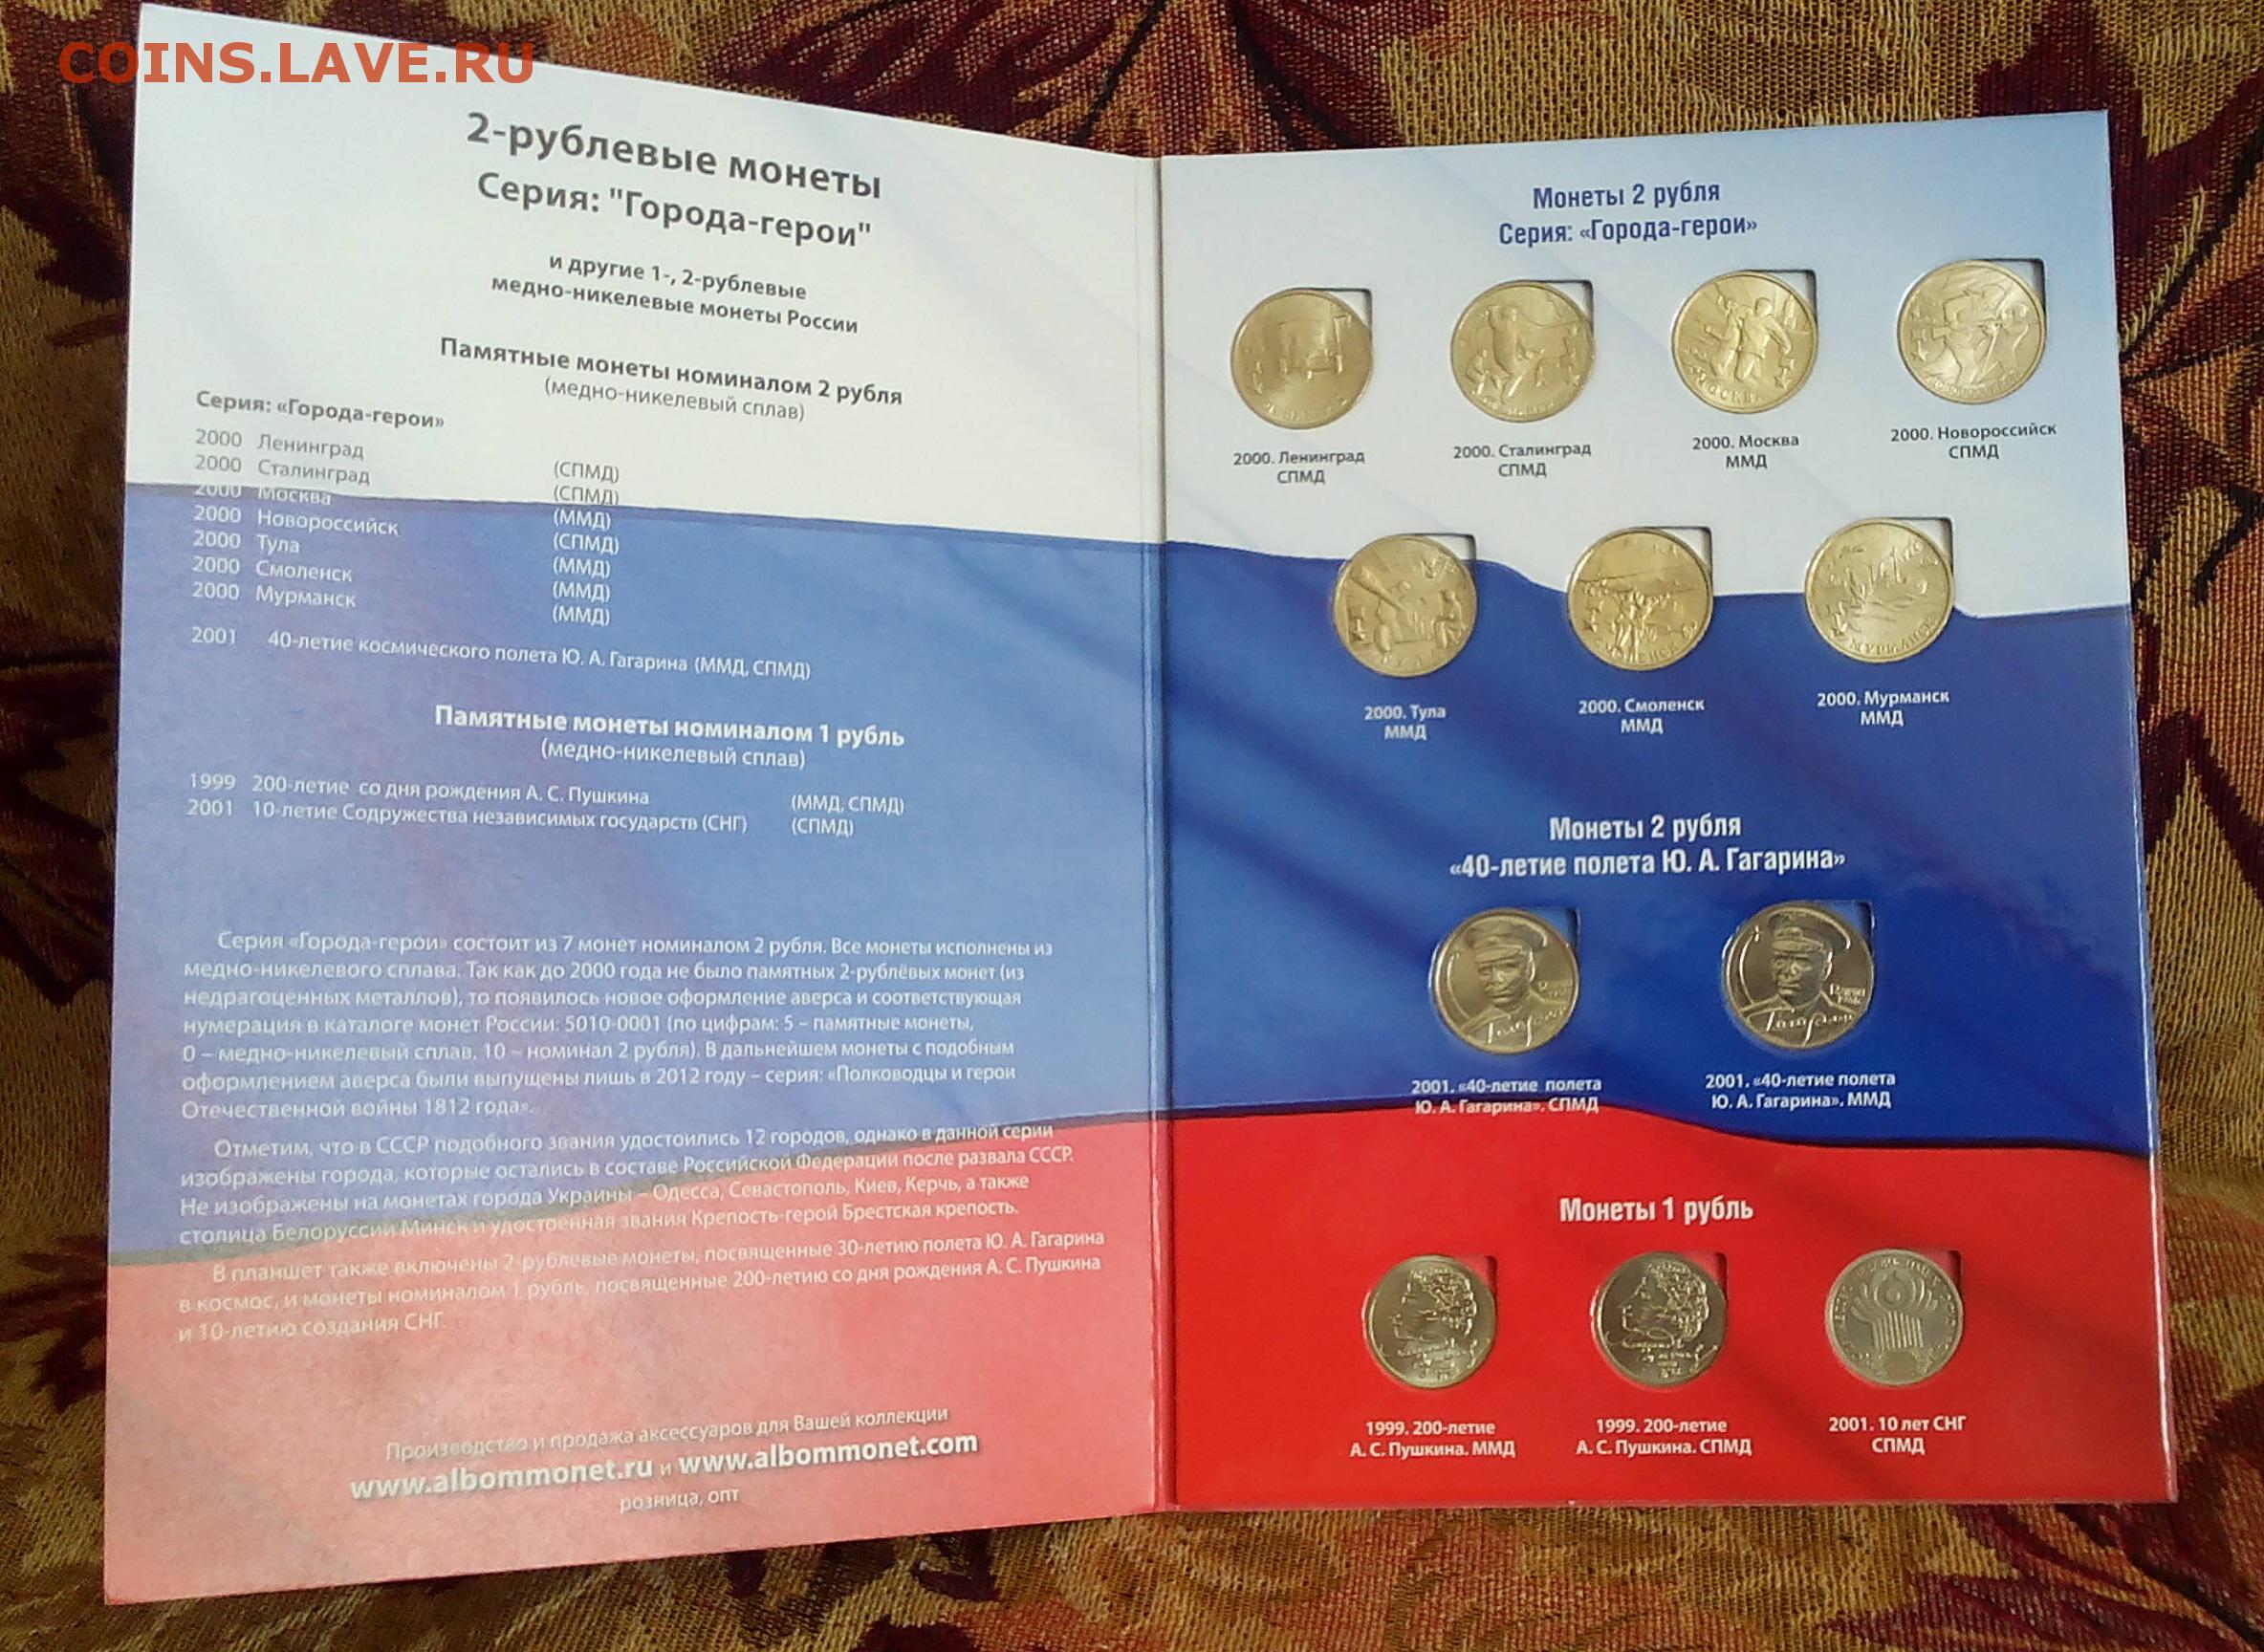 COINS.LAVE.RU
2-рублевые монеты
Серия: "Города-герои"
и другие 1-, 2-рублевые
медно-никелевые монеты России
Памятные монеты номиналом 2 рубля
(медно-никелевый сплав)
Серия: «Города-герои»
2000 Ленинград (СПМД)
2000 Сталинград (СПМД)
2000 Москва (ММД)
2000 Новороссийск (СПМД)
2000 Тула (ММД)
2000 Смоленск (ММД)
2000 Мурманск (ММД)
2001 40-летие космического полета Ю. А. Гагарина (ММД, СПМД)
Памятные монеты номиналом 1 рубль
(медно-никелевый сплав)
1999 200-летие со дня рождения А. С. Пушкина (ММД, СПМД)
2001 10-летие Содружества независимых государств (СНГ) (СПМД)
Серия «Города-герои» состоит из 7 монет номиналом 2 рубля. Все монеты исполнены из
медно-никелевого сплава. Так как до 2000 года не было памятных 2-рублёвых монет (из
недрагоценных металлов), то появилось новое оформление аверса и соответствующая
нумерация в каталоге монет России: 5010-0001 (по цифрам: 5 – памятные монеты,
0 – медно-никелевый сплав, 10 – номинал 2 рубля). В дальнейшем монеты с подобным
оформлением аверса были выпущены лишь в 2012 году – серия: «Полководцы и герои
Отечественной войны 1812 года».
Отметим, что в СССР подобного звания удостоились 12 городов, однако в данной серии
изображены города, которые остались в составе Российской Федерации после развала СССР.
Не изображены на монетах города Украины – Одесса, Севастополь, Киев, Керчь, а также
столица Белоруссии Минск и удостоенная звания Крепость-герой Брестская крепость.
В планшет также включены 2-рублевые монеты, посвященные 30-летию полета Ю. А. Гагарина
в космос, и монеты номиналом 1 рубль, посвященные 200-летию со дня рождения А. С. Пушкина
и 10-летию создания СНГ.
Производство и продажа аксессуаров для Вашей коллекции
www.albommonet.ru и www.albommonet.com
розница, опт
Монеты 2 рубля
Серия: «Города-герои»
2000. Ленинград
СПМД
2000. Сталинград
СПМД
МОСКВА
2000. Москва
ММД
2000. Новороссийск
СПМД
2000. Тула
ММД
2000. Смоленск
ММД
МУРМАНСК
2000. Мурманск
ММД
Монеты 2 рубля
«40-летие полета Ю. А. Гагарина»
2001. «40-летие полета
Ю. А. Гагарина». СПМД
Гагарин
2001. «40-летие полета
Ю. А. Гагарина». ММД
Монеты 1 рубль
1999. 200-летие
А. С. Пушкина. ММД
1999. 200-летие
А. С. Пушкина. СПМД
2001. 10 лет СНГ
СПМД